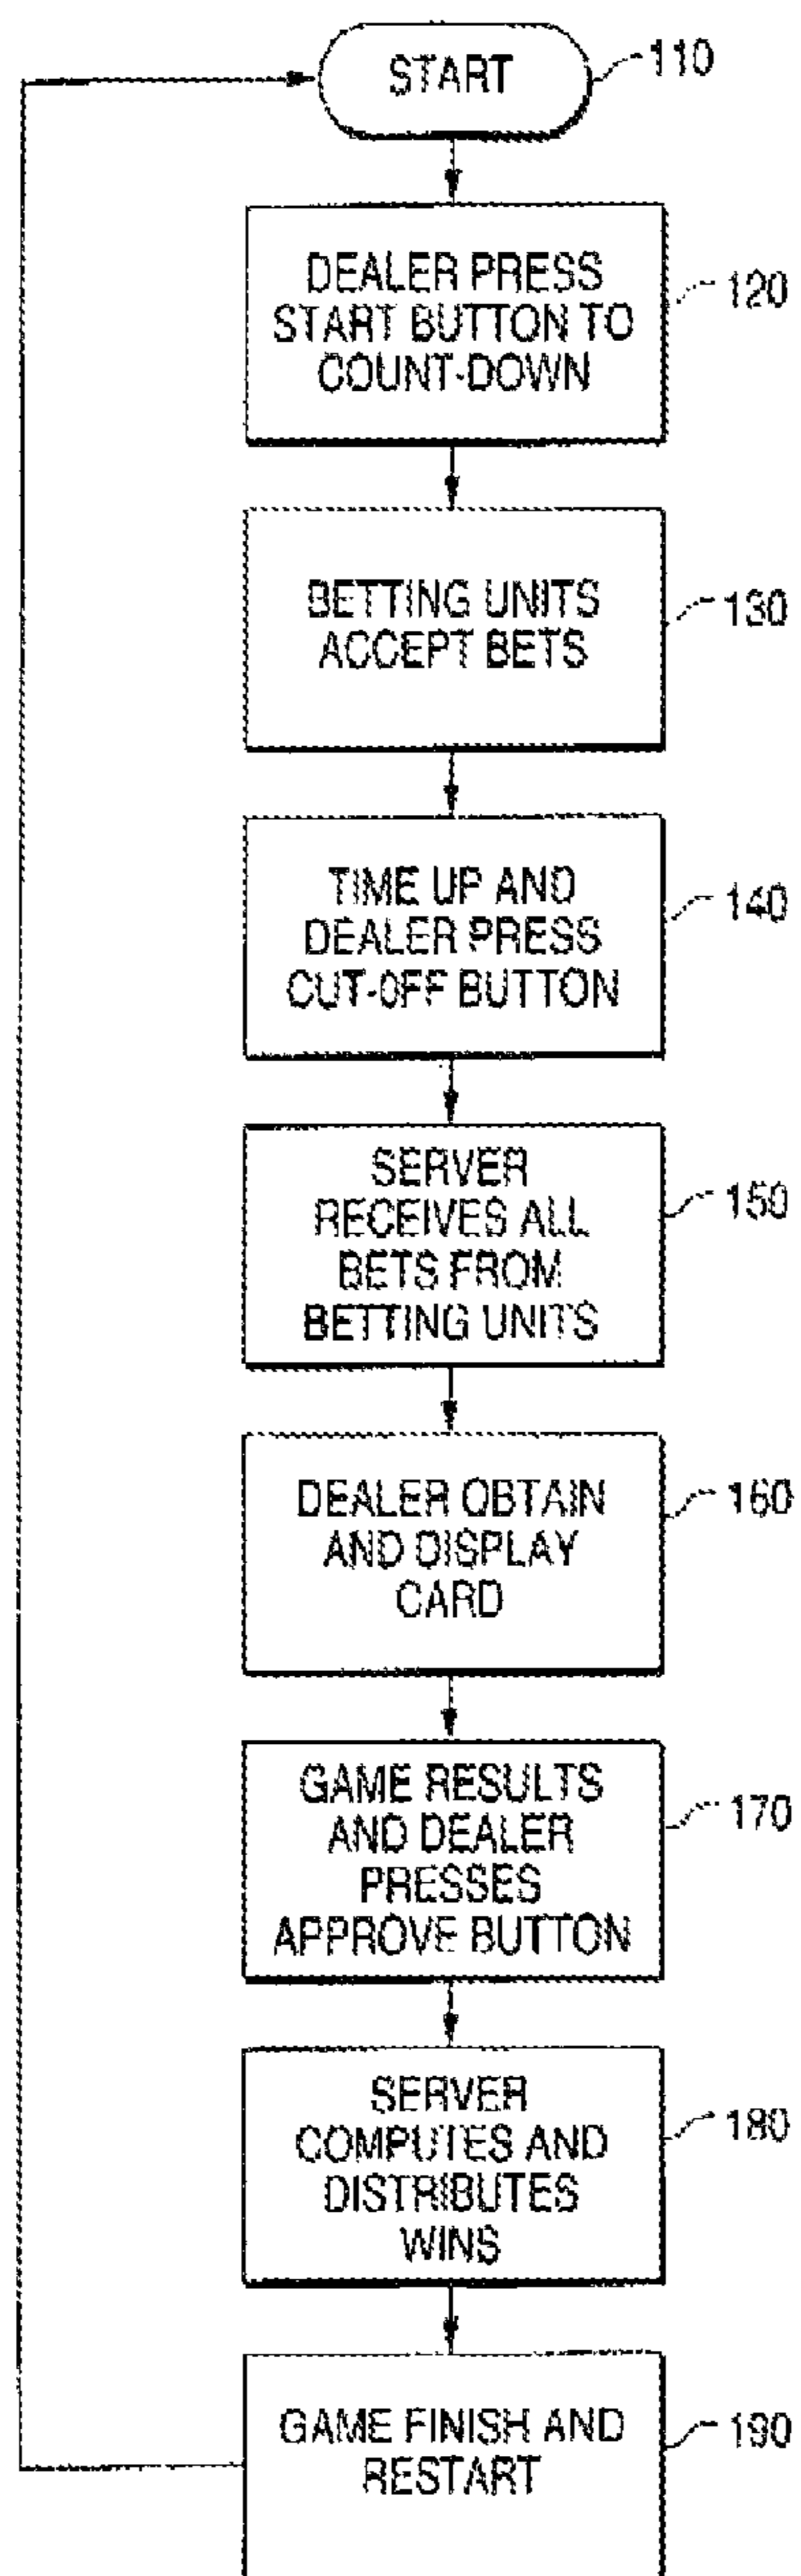 START
110
DEALER PRESS
START BUTTON TO
COUNT-DOWN
120
BETTING UNITS
ACCEPT BETS
130
TIME UP AND
DEALER PRESS
CUT-OFF BUTTON
140
SERVER
RECEIVES ALL
BETS FROM
BETTING UNITS
150
DEALER OBTAIN
AND DISPLAY
CARD
160
GAME RESULTS
AND DEALER
PRESSES
APPROVE BUTTON
170
SERVER
COMPUTES AND
DISTRIBUTES
WINS
180
GAME FINISH AND
RESTART
190